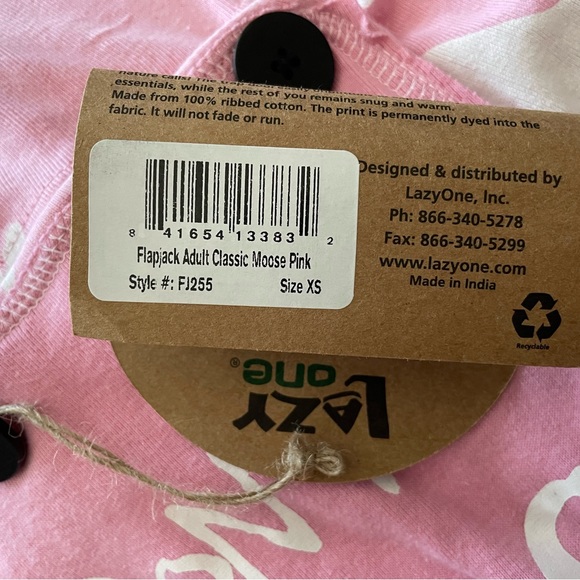 nature calls! The
essentials, while the rest of you remains snug and warm.
Made from 100% ribbed cotton. The print is permanently dyed into the
fabric. It will not fade or run.
8 41654 13383 2
Flapjack Adult Classic Moose Pink
Style #: FJ255 Size XS
Designed & distributed by
LazyOne, Inc.
Ph: 866-340-5278
Fax: 866-340-5299
www.lazyone.com
Made in India
Recyclable
LAZY
one®